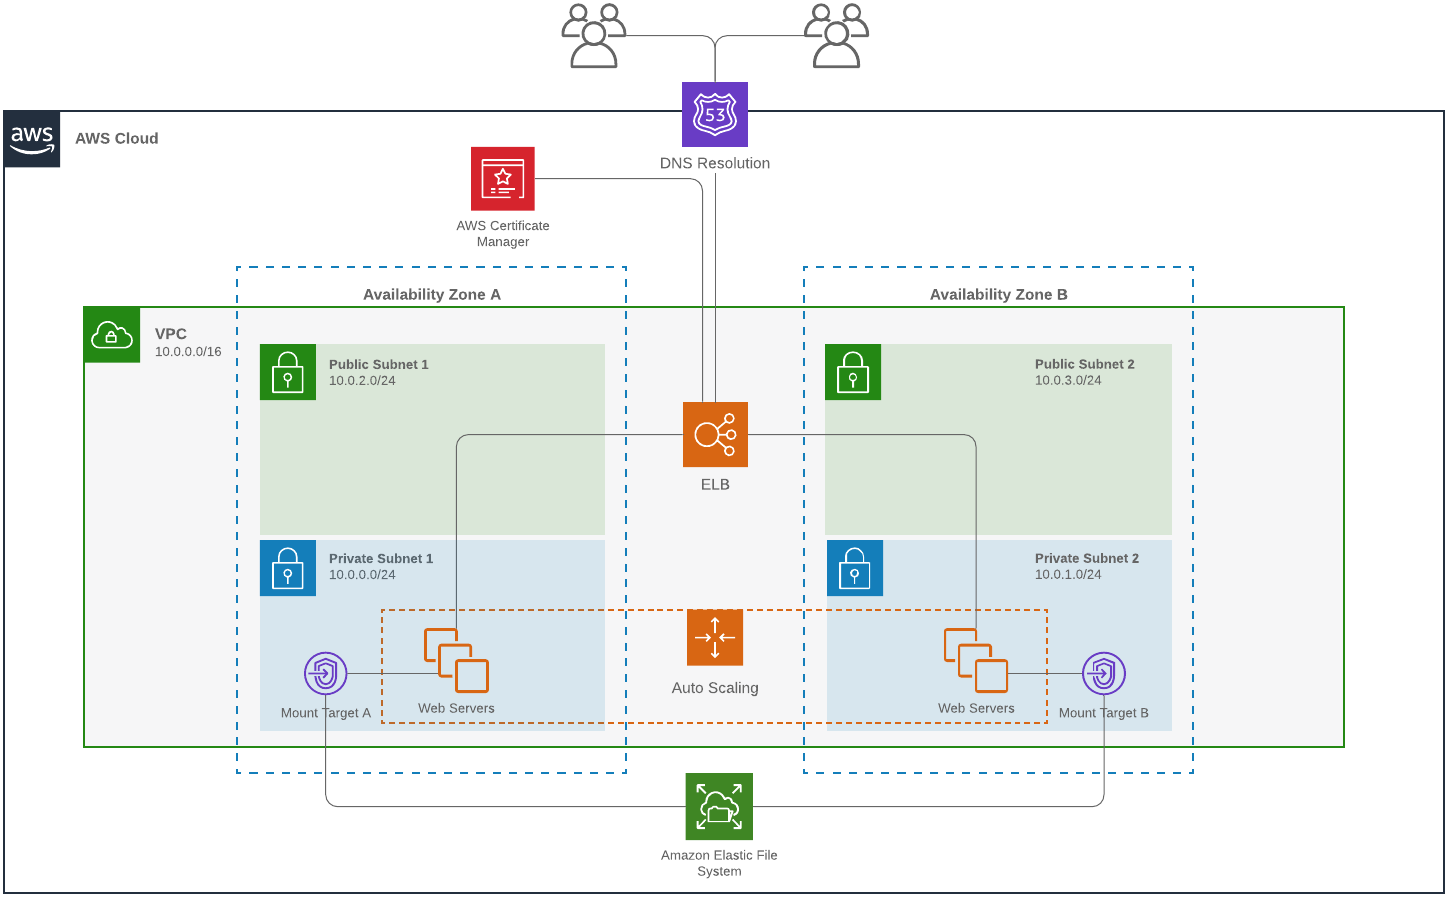 53
DNS Resolution
aws
AWS Cloud
AWS Certificate
Manager
Availability Zone A
Availability Zone B
VPC
10.0.0.0/16
Public Subnet 1
10.0.2.0/24
Public Subnet 2
10.0.3.0/24
ELB
Private Subnet 1
10.0.0.0/24
Private Subnet 2
10.0.1.0/24
Auto Scaling
Mount Target A
Web Servers
Web Servers
Mount Target B
Amazon Elastic File
System